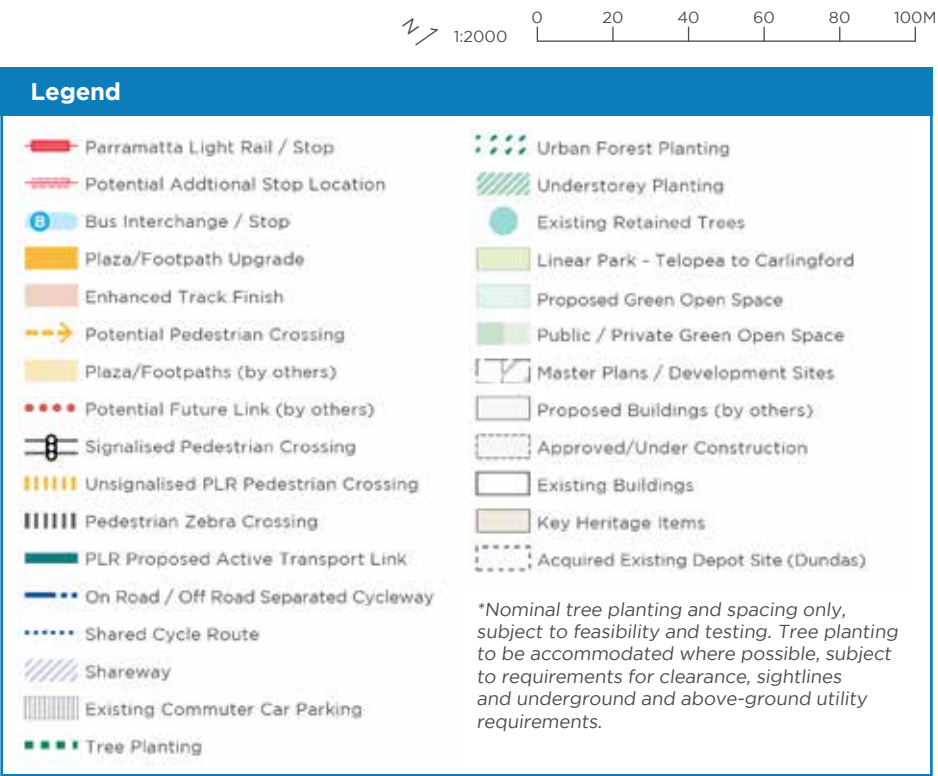 0 20 40 60 80 100M
N 1:2000
Legend
Parramatta Light Rail / Stop
Potential Addtional Stop Location
B Bus Interchange / Stop
Plaza/Footpath Upgrade
Enhanced Track Finish
Potential Pedestrian Crossing
Plaza/Footpaths (by others)
Potential Future Link (by others)
Signalised Pedestrian Crossing
Unsignalised PLR Pedestrian Crossing
Pedestrian Zebra Crossing
PLR Proposed Active Transport Link
On Road / Off Road Separated Cycleway
Shared Cycle Route
Shareway
Existing Commuter Car Parking
Tree Planting
Urban Forest Planting
Understorey Planting
Existing Retained Trees
Linear Park - Telopea to Carlingford
Proposed Green Open Space
Public / Private Green Open Space
Master Plans / Development Sites
Proposed Buildings (by others)
Approved/Under Construction
Existing Buildings
Key Heritage Items
Acquired Existing Depot Site (Dundas)
*Nominal tree planting and spacing only,
subject to feasibility and testing. Tree planting
to be accommodated where possible, subject
to requirements for clearance, sightlines
and underground and above-ground utility
requirements.